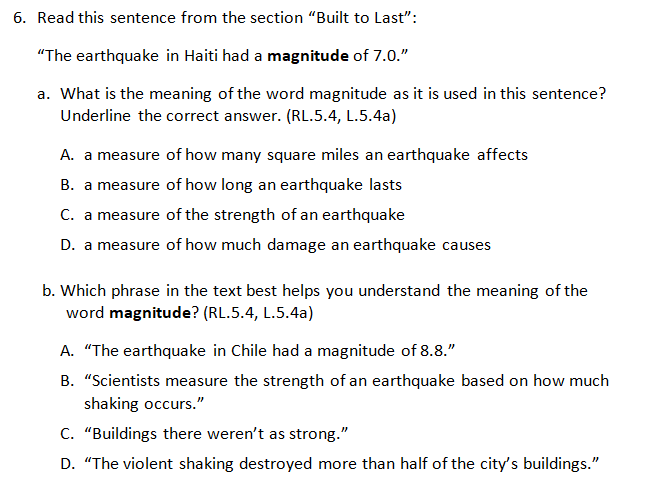 6. Read this sentence from the section “Built to Last”:
“The earthquake in Haiti had a magnitude of 7.0.”
a. What is the meaning of the word magnitude as it is used in this sentence?
Underline the correct answer. (RL.5.4, L.5.4a)
A. a measure of how many square miles an earthquake affects
B. a measure of how long an earthquake lasts
C. a measure of the strength of an earthquake
D. a measure of how much damage an earthquake causes
b. Which phrase in the text best helps you understand the meaning of the
word magnitude? (RL.5.4, L.5.4a)
A. “The earthquake in Chile had a magnitude of 8.8.”
B. “Scientists measure the strength of an earthquake based on how much
shaking occurs.”
C. “Buildings there weren’t as strong.”
D. “The violent shaking destroyed more than half of the city’s buildings.”